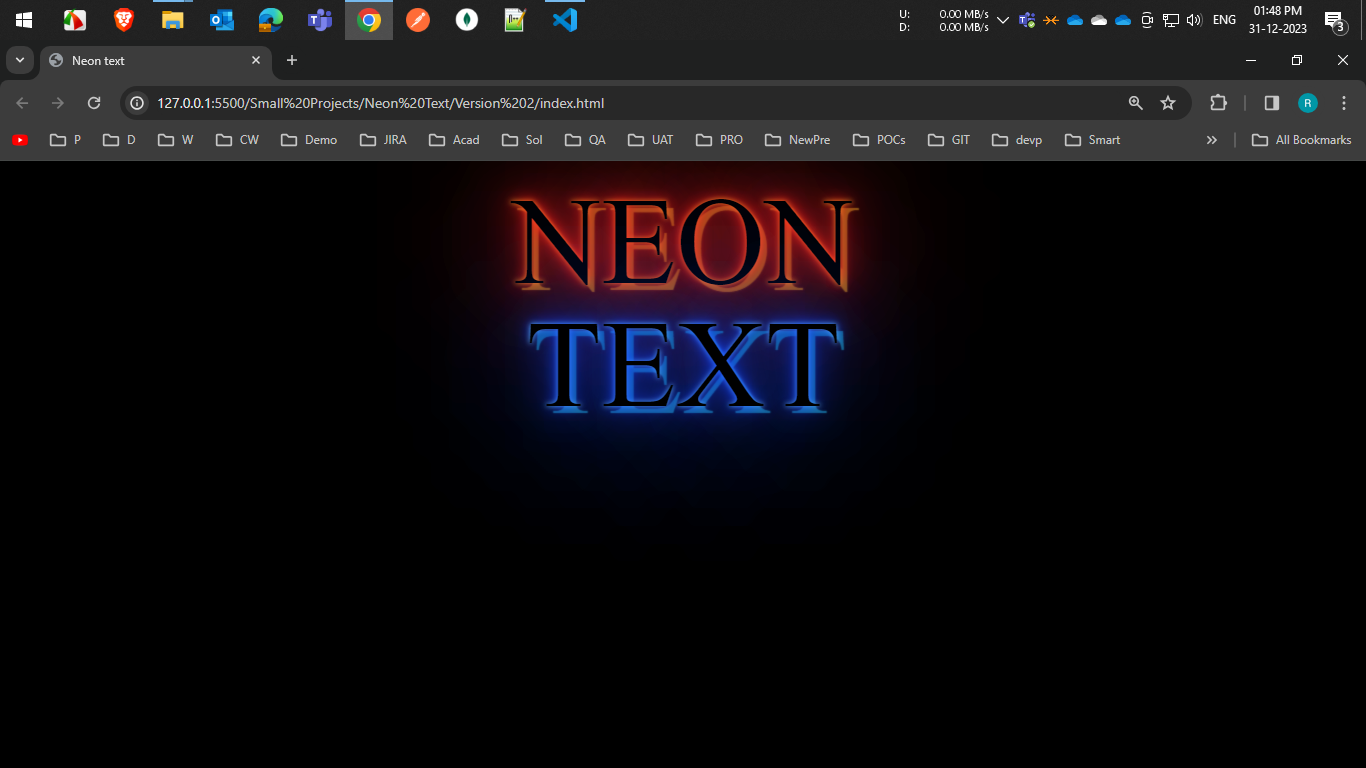 U: 0.00 MB/s
D: 0.00 MB/s
ENG
01:48 PM
31-12-2023
3
Neon text
127.0.0.1:5500/Small%20Projects/Neon%20Text/Version%202/index.html
R
P D W CW Demo JIRA Acad Sol QA UAT PRO NewPre POCs GIT devp Smart All Bookmarks
NEON
TEXT